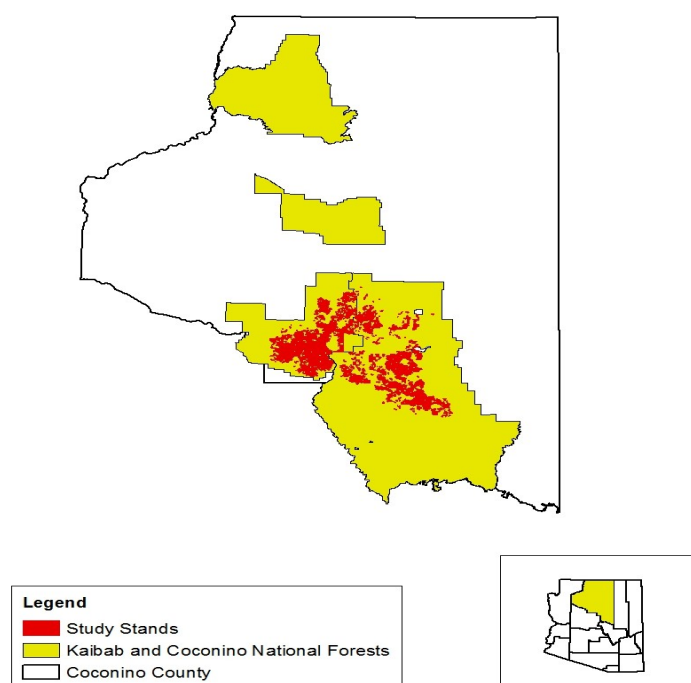 Legend
Study Stands
Kaibab and Coconino National Forests
Coconino County